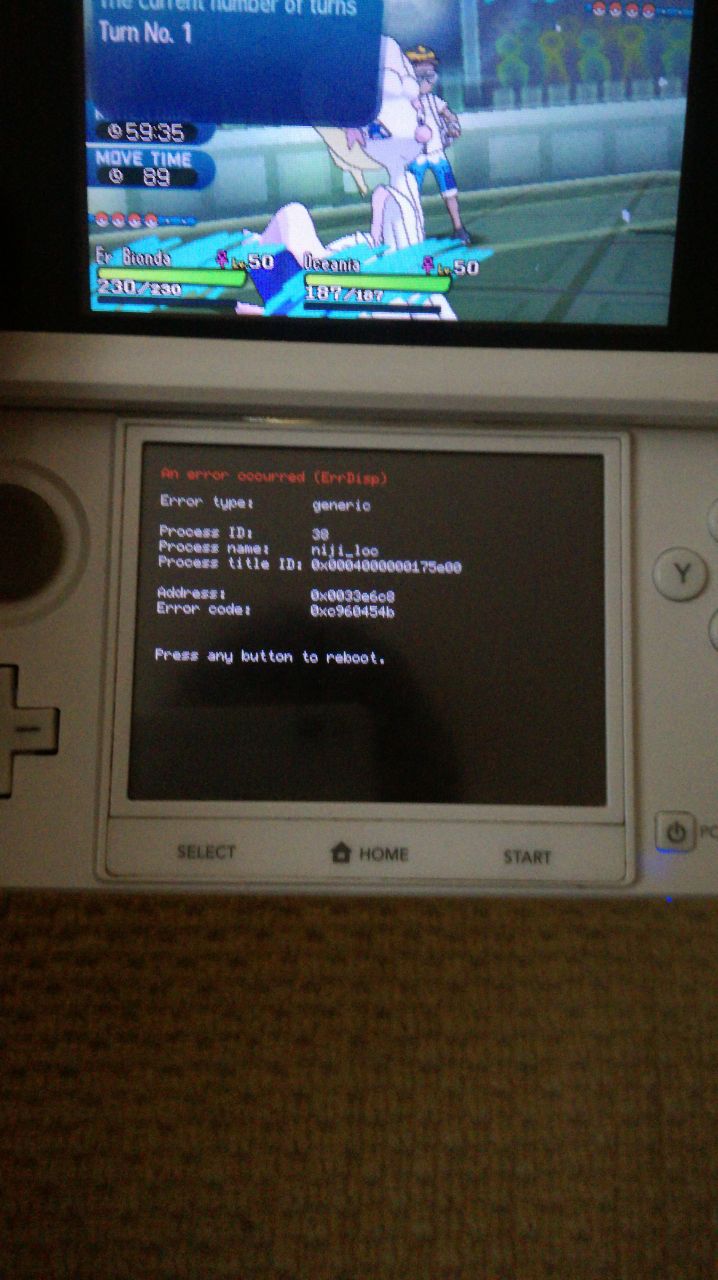 The current number of turns
Turn No. 1
59:35
MOVE TIME
89
Er Bionda Lv.50
230/230
Oceania Lv.50
187/187
An error occurred (ErrDisp)
Error type: generic
Process ID: 38
Process name: niji_loc
Process title ID: 0x0004000000175e00
Address: 0x0033e6c8
Error code: 0xc960454b
Press any button to reboot.
Y
SELECT
HOME
START